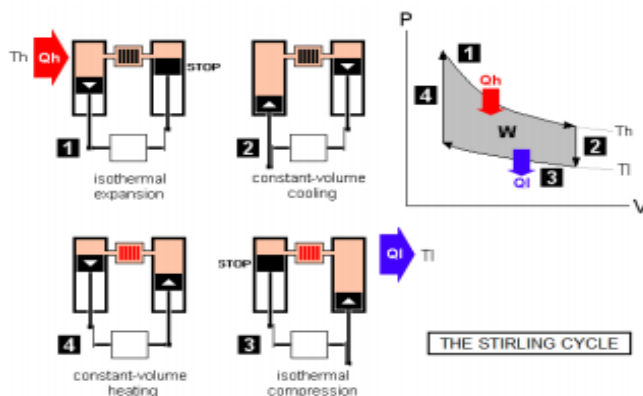 Th
Qh
STOP
1
isothermal
expansion
2
constant-volume
cooling
P
1
Qh
4
W
Th
2
Tl
3
Ql
V
4
constant-volume
heating
STOP
3
isothermal
compression
Ql
Tl
THE STIRLING CYCLE